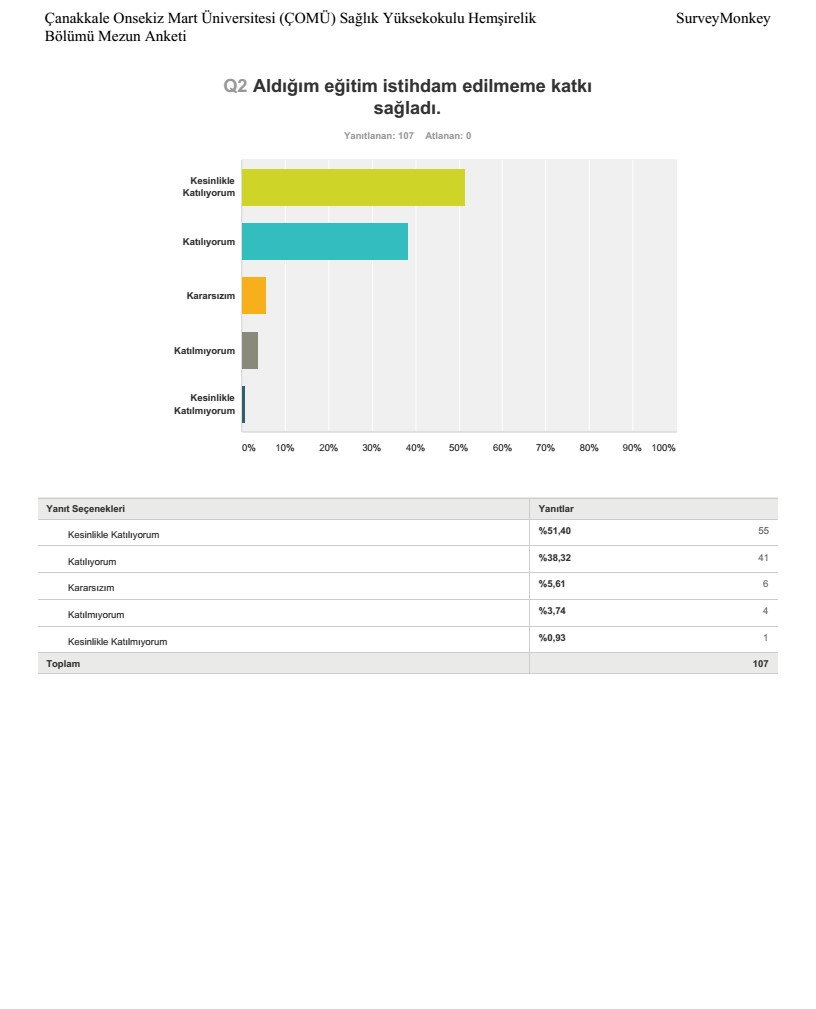 Çanakkale Onsekiz Mart Üniversitesi (ÇOMÜ) Sağlık Yüksekokulu Hemşirelik
Bölümü Mezun Anketi
SurveyMonkey
Q2 Aldığım eğitim istihdam edilmeme katkı
sağladı.
Yanıtlanan: 107 Atlanan: 0
Kesinlikle
Katılıyorum
Katılıyorum
Kararsızım
Katılmıyorum
Kesinlikle
Katılmıyorum
0% 10% 20% 30% 40% 50% 60% 70% 80% 90% 100%
Yanıt Seçenekleri Yanıtlar
Kesinlikle Katılıyorum %51,40 55
Katılıyorum %38,32 41
Kararsızım %5,61 6
Katılmıyorum %3,74 4
Kesinlikle Katılmıyorum %0,93 1
Toplam 107